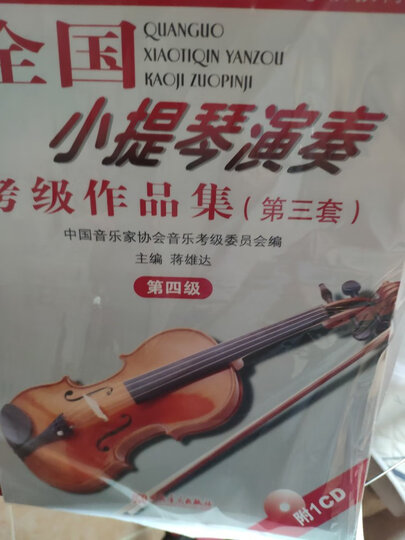 全国
QUANGUO
XIAOTIQIN YANZOU
KAOJI ZUOPINJI
小提琴演奏
考级作品集(第三套)
中国音乐家协会音乐考级委员会编
主编 蒋雄达
第四级
附1CD